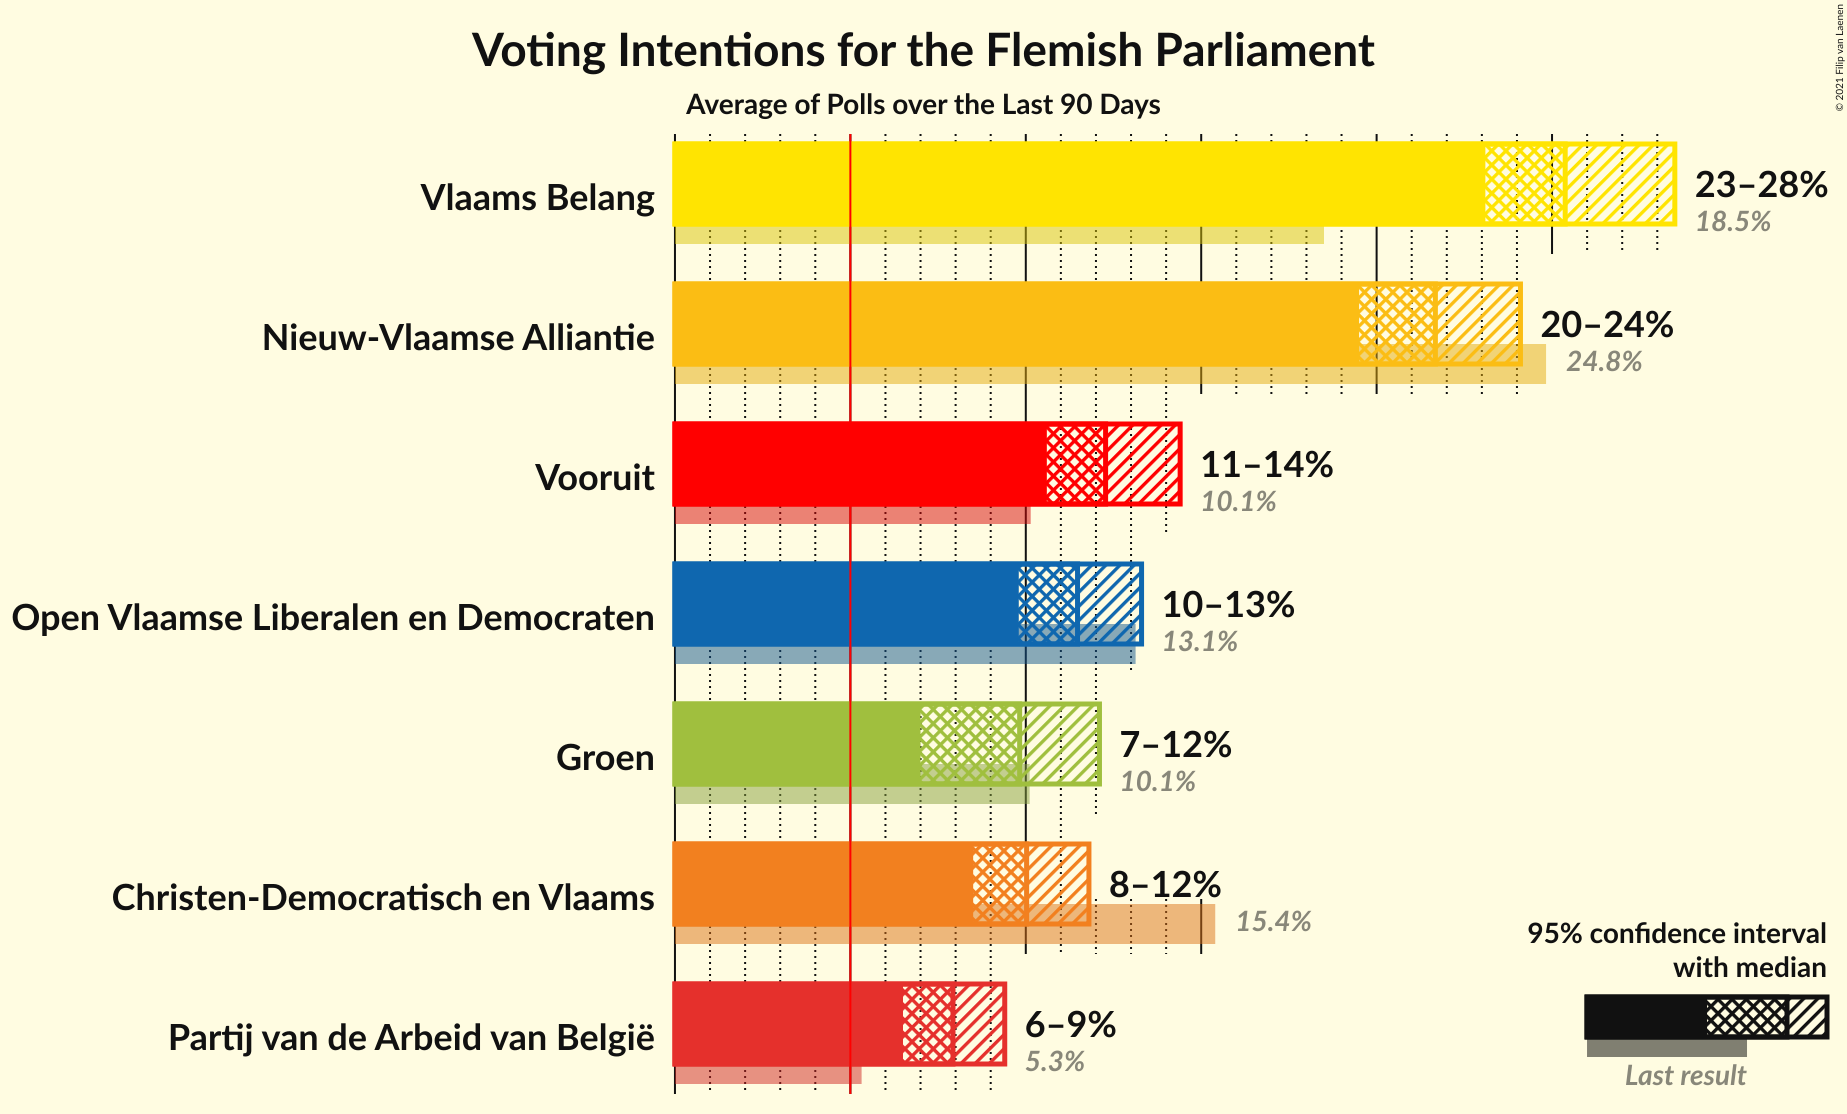 Voting Intentions for the Flemish Parliament
Average of Polls over the Last 90 Days
© 2021 Filip van Laenen
Vlaams Belang
23–28%
18.5%
Nieuw-Vlaamse Alliantie
20–24%
24.8%
Vooruit
11–14%
10.1%
Open Vlaamse Liberalen en Democraten
10–13%
13.1%
Groen
7–12%
10.1%
Christen-Democratisch en Vlaams
8–12%
15.4%
Partij van de Arbeid van België
6–9%
5.3%
95% confidence interval
with median
Last result